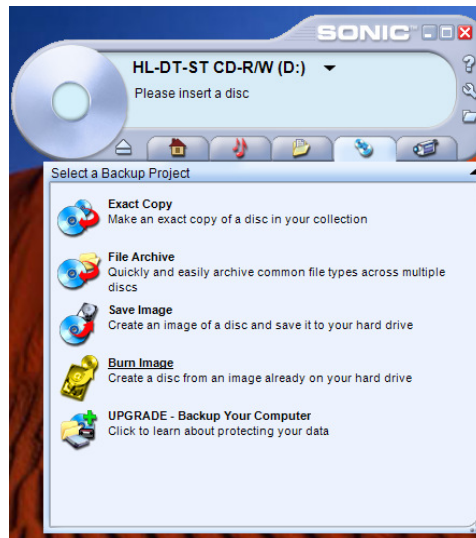 SONIC
HL-DT-ST CD-R/W (D:)
Please insert a disc
Select a Backup Project
Exact Copy
Make an exact copy of a disc in your collection
File Archive
Quickly and easily archive common file types across multiple
discs
Save Image
Create an image of a disc and save it to your hard drive
Burn Image
Create a disc from an image already on your hard drive
UPGRADE - Backup Your Computer
Click to learn about protecting your data